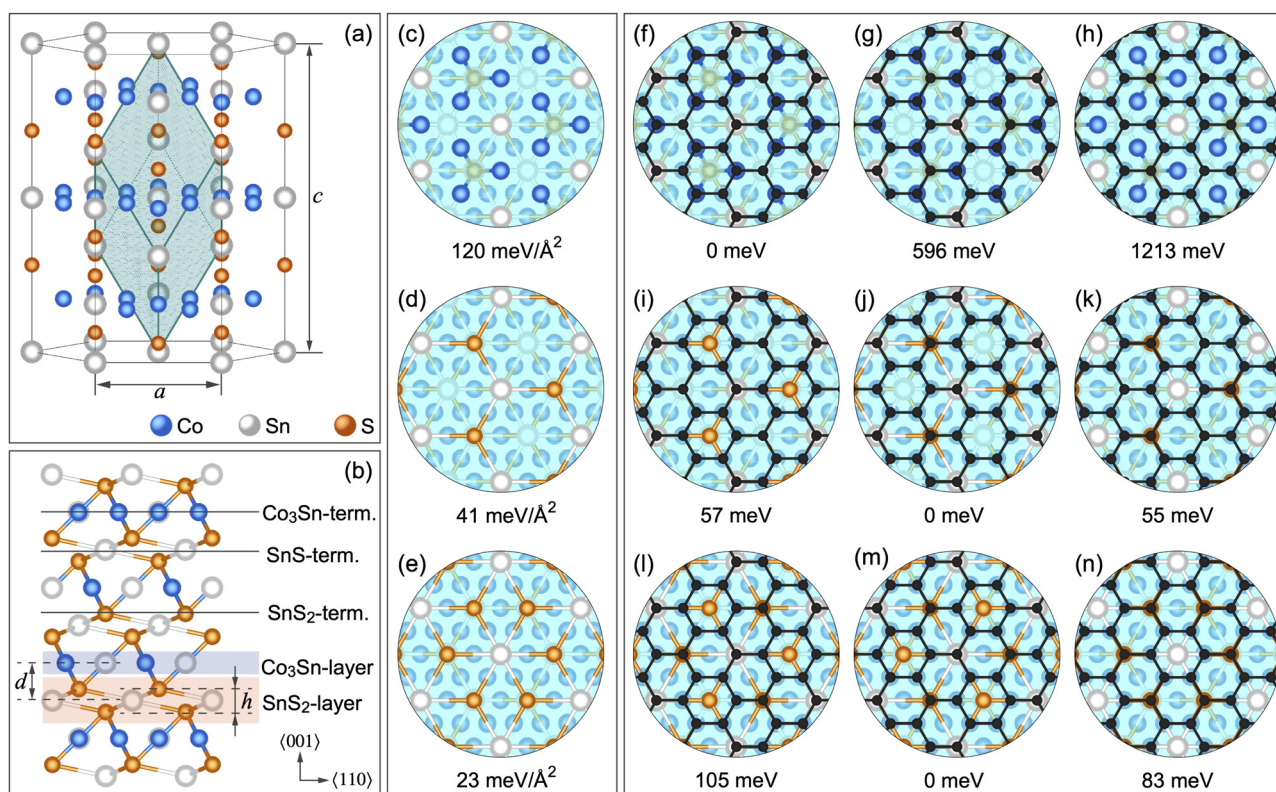 (a)
c
a
Co
Sn
S
(b)
Co₃Sn-term.
SnS-term.
SnS₂-term.
Co₃Sn-layer
d
h
SnS₂-layer
⟨001⟩
⟨110⟩
(c)
120 meV/Å²
(d)
41 meV/Å²
(e)
23 meV/Å²
(f)
(g)
(h)
0 meV
596 meV
1213 meV
(i)
(j)
(k)
57 meV
0 meV
55 meV
(l)
(m)
(n)
105 meV
0 meV
83 meV